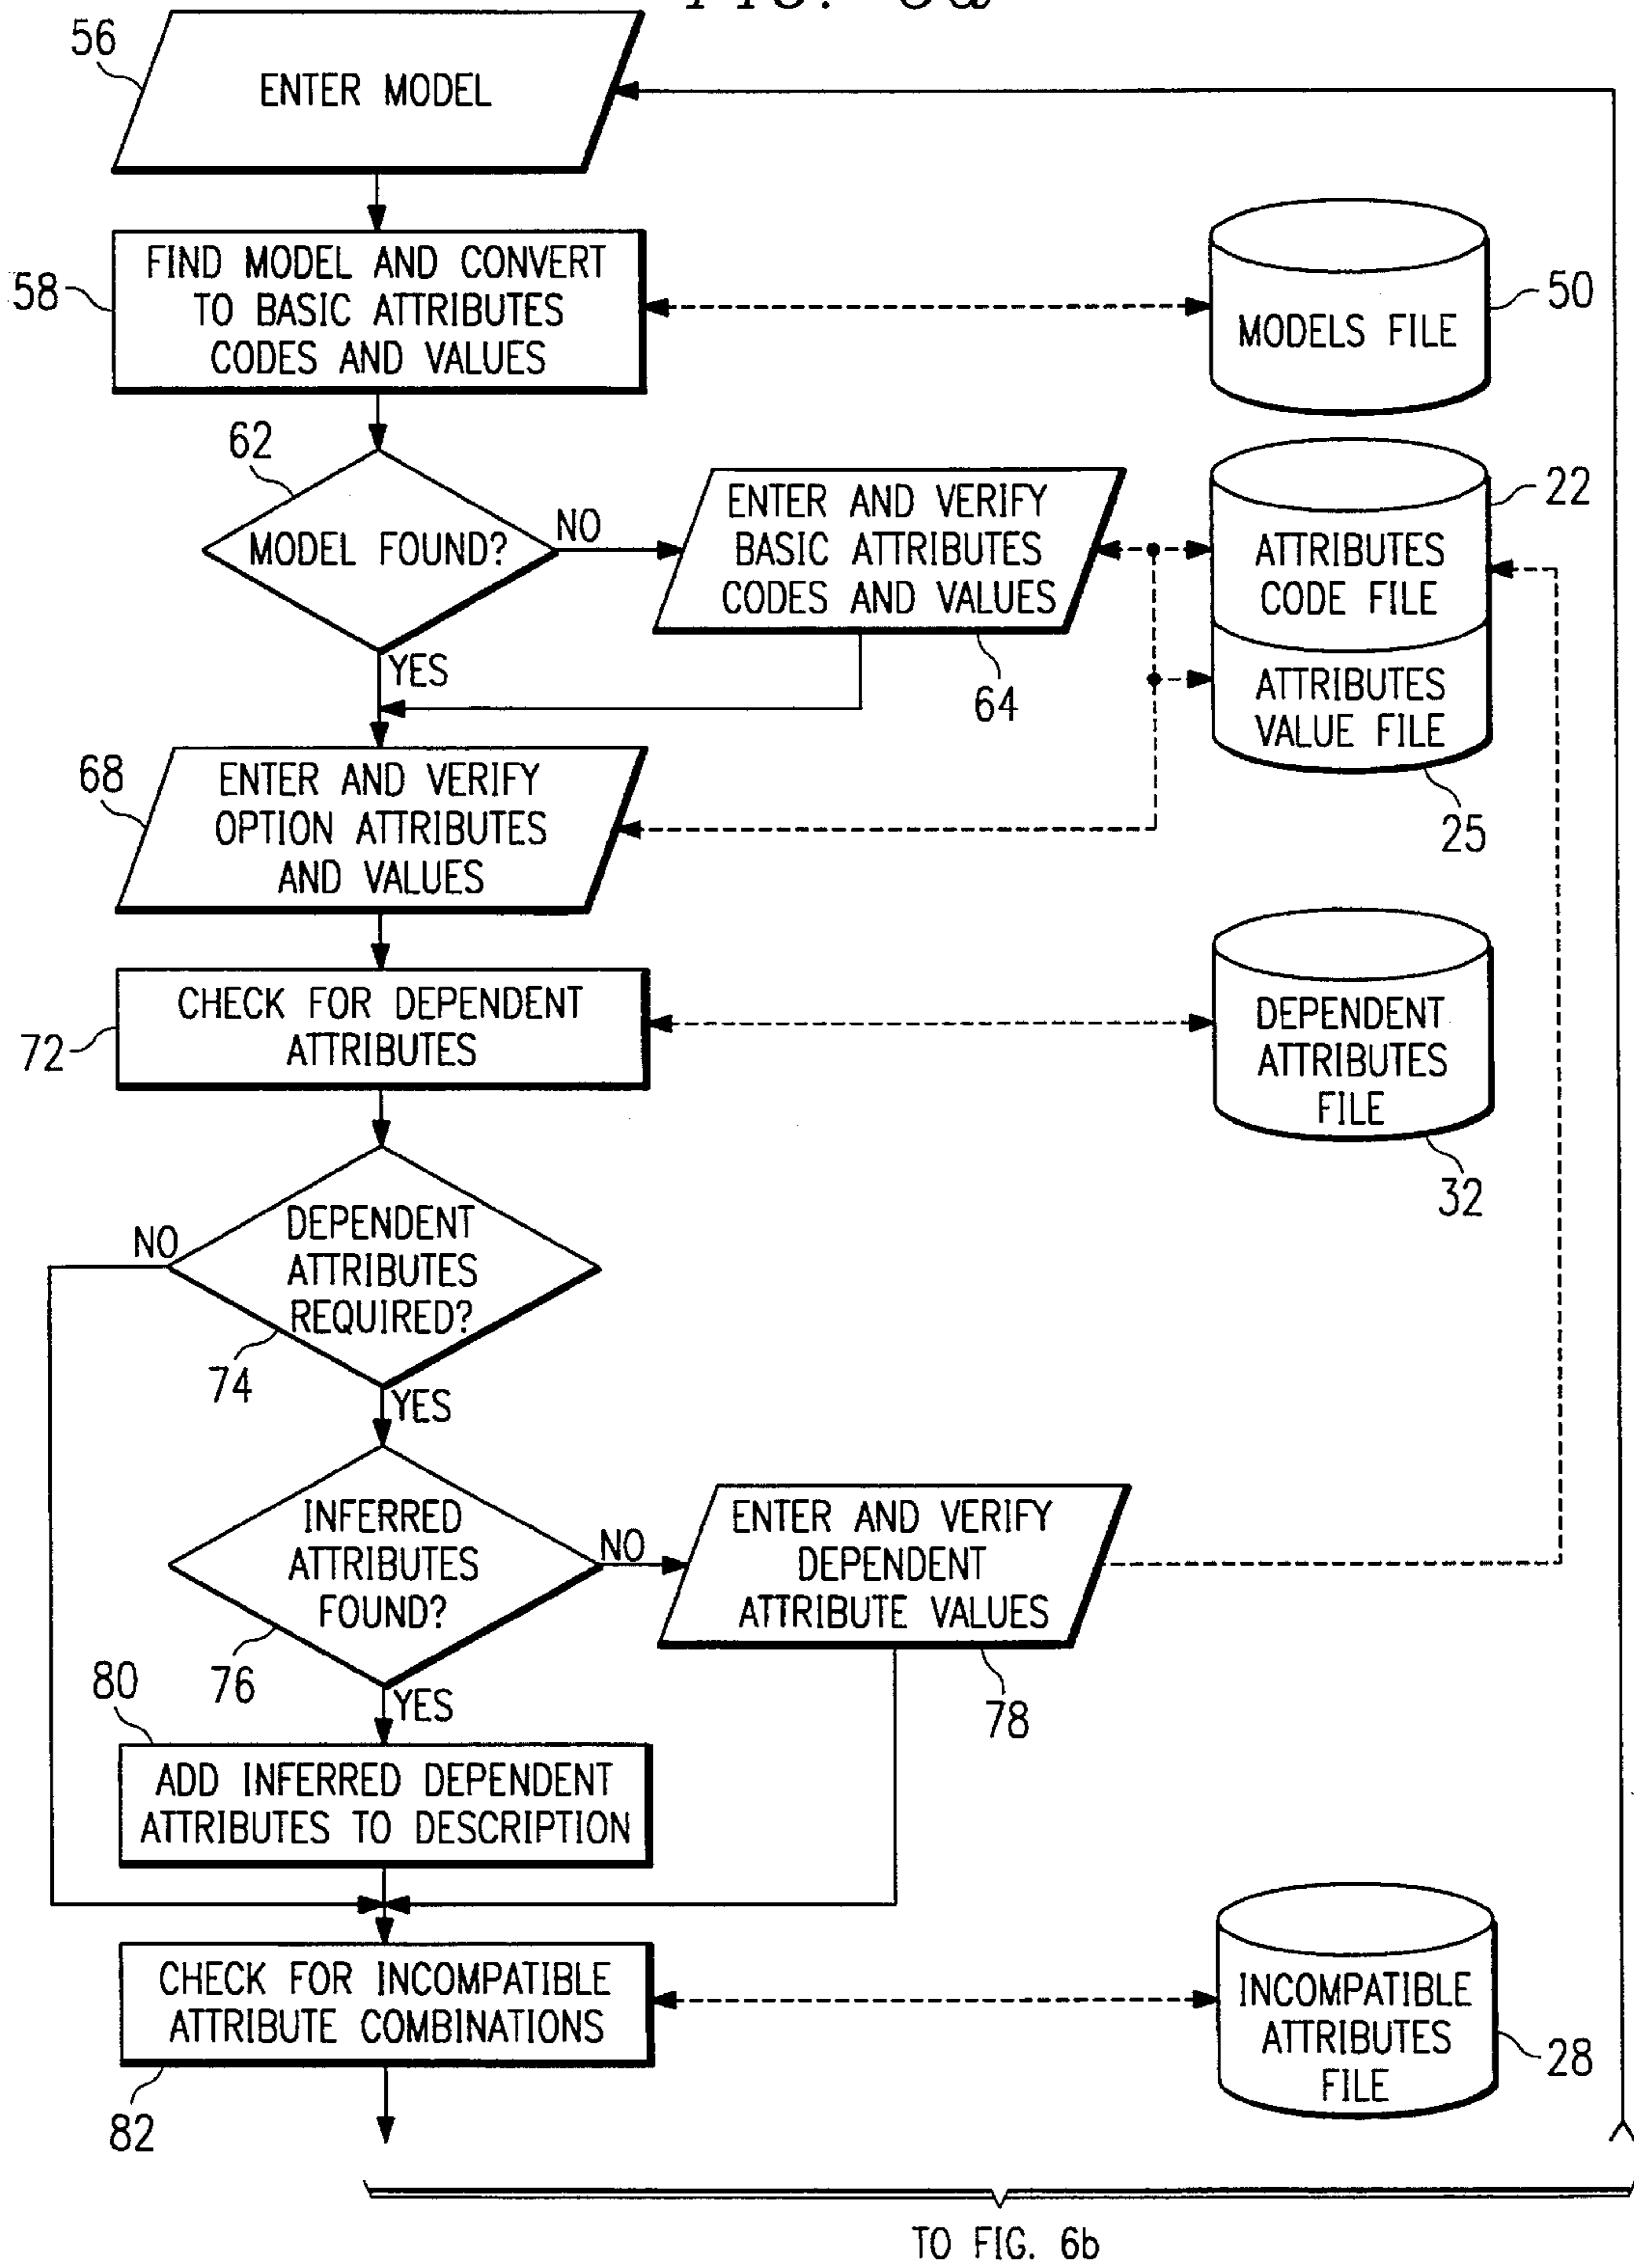 FIG. 6a
56
ENTER MODEL
58
FIND MODEL AND CONVERT
TO BASIC ATTRIBUTES
CODES AND VALUES
MODELS FILE
50
62
MODEL FOUND?
NO
YES
ENTER AND VERIFY
BASIC ATTRIBUTES
CODES AND VALUES
64
ATTRIBUTES
CODE FILE
22
ATTRIBUTES
VALUE FILE
25
68
ENTER AND VERIFY
OPTION ATTRIBUTES
AND VALUES
72
CHECK FOR DEPENDENT
ATTRIBUTES
DEPENDENT
ATTRIBUTES
FILE
32
NO
DEPENDENT
ATTRIBUTES
REQUIRED?
74
YES
INFERRED
ATTRIBUTES
FOUND?
76
NO
YES
ENTER AND VERIFY
DEPENDENT
ATTRIBUTE VALUES
78
80
ADD INFERRED DEPENDENT
ATTRIBUTES TO DESCRIPTION
CHECK FOR INCOMPATIBLE
ATTRIBUTE COMBINATIONS
82
INCOMPATIBLE
ATTRIBUTES
FILE
28
TO FIG. 6b